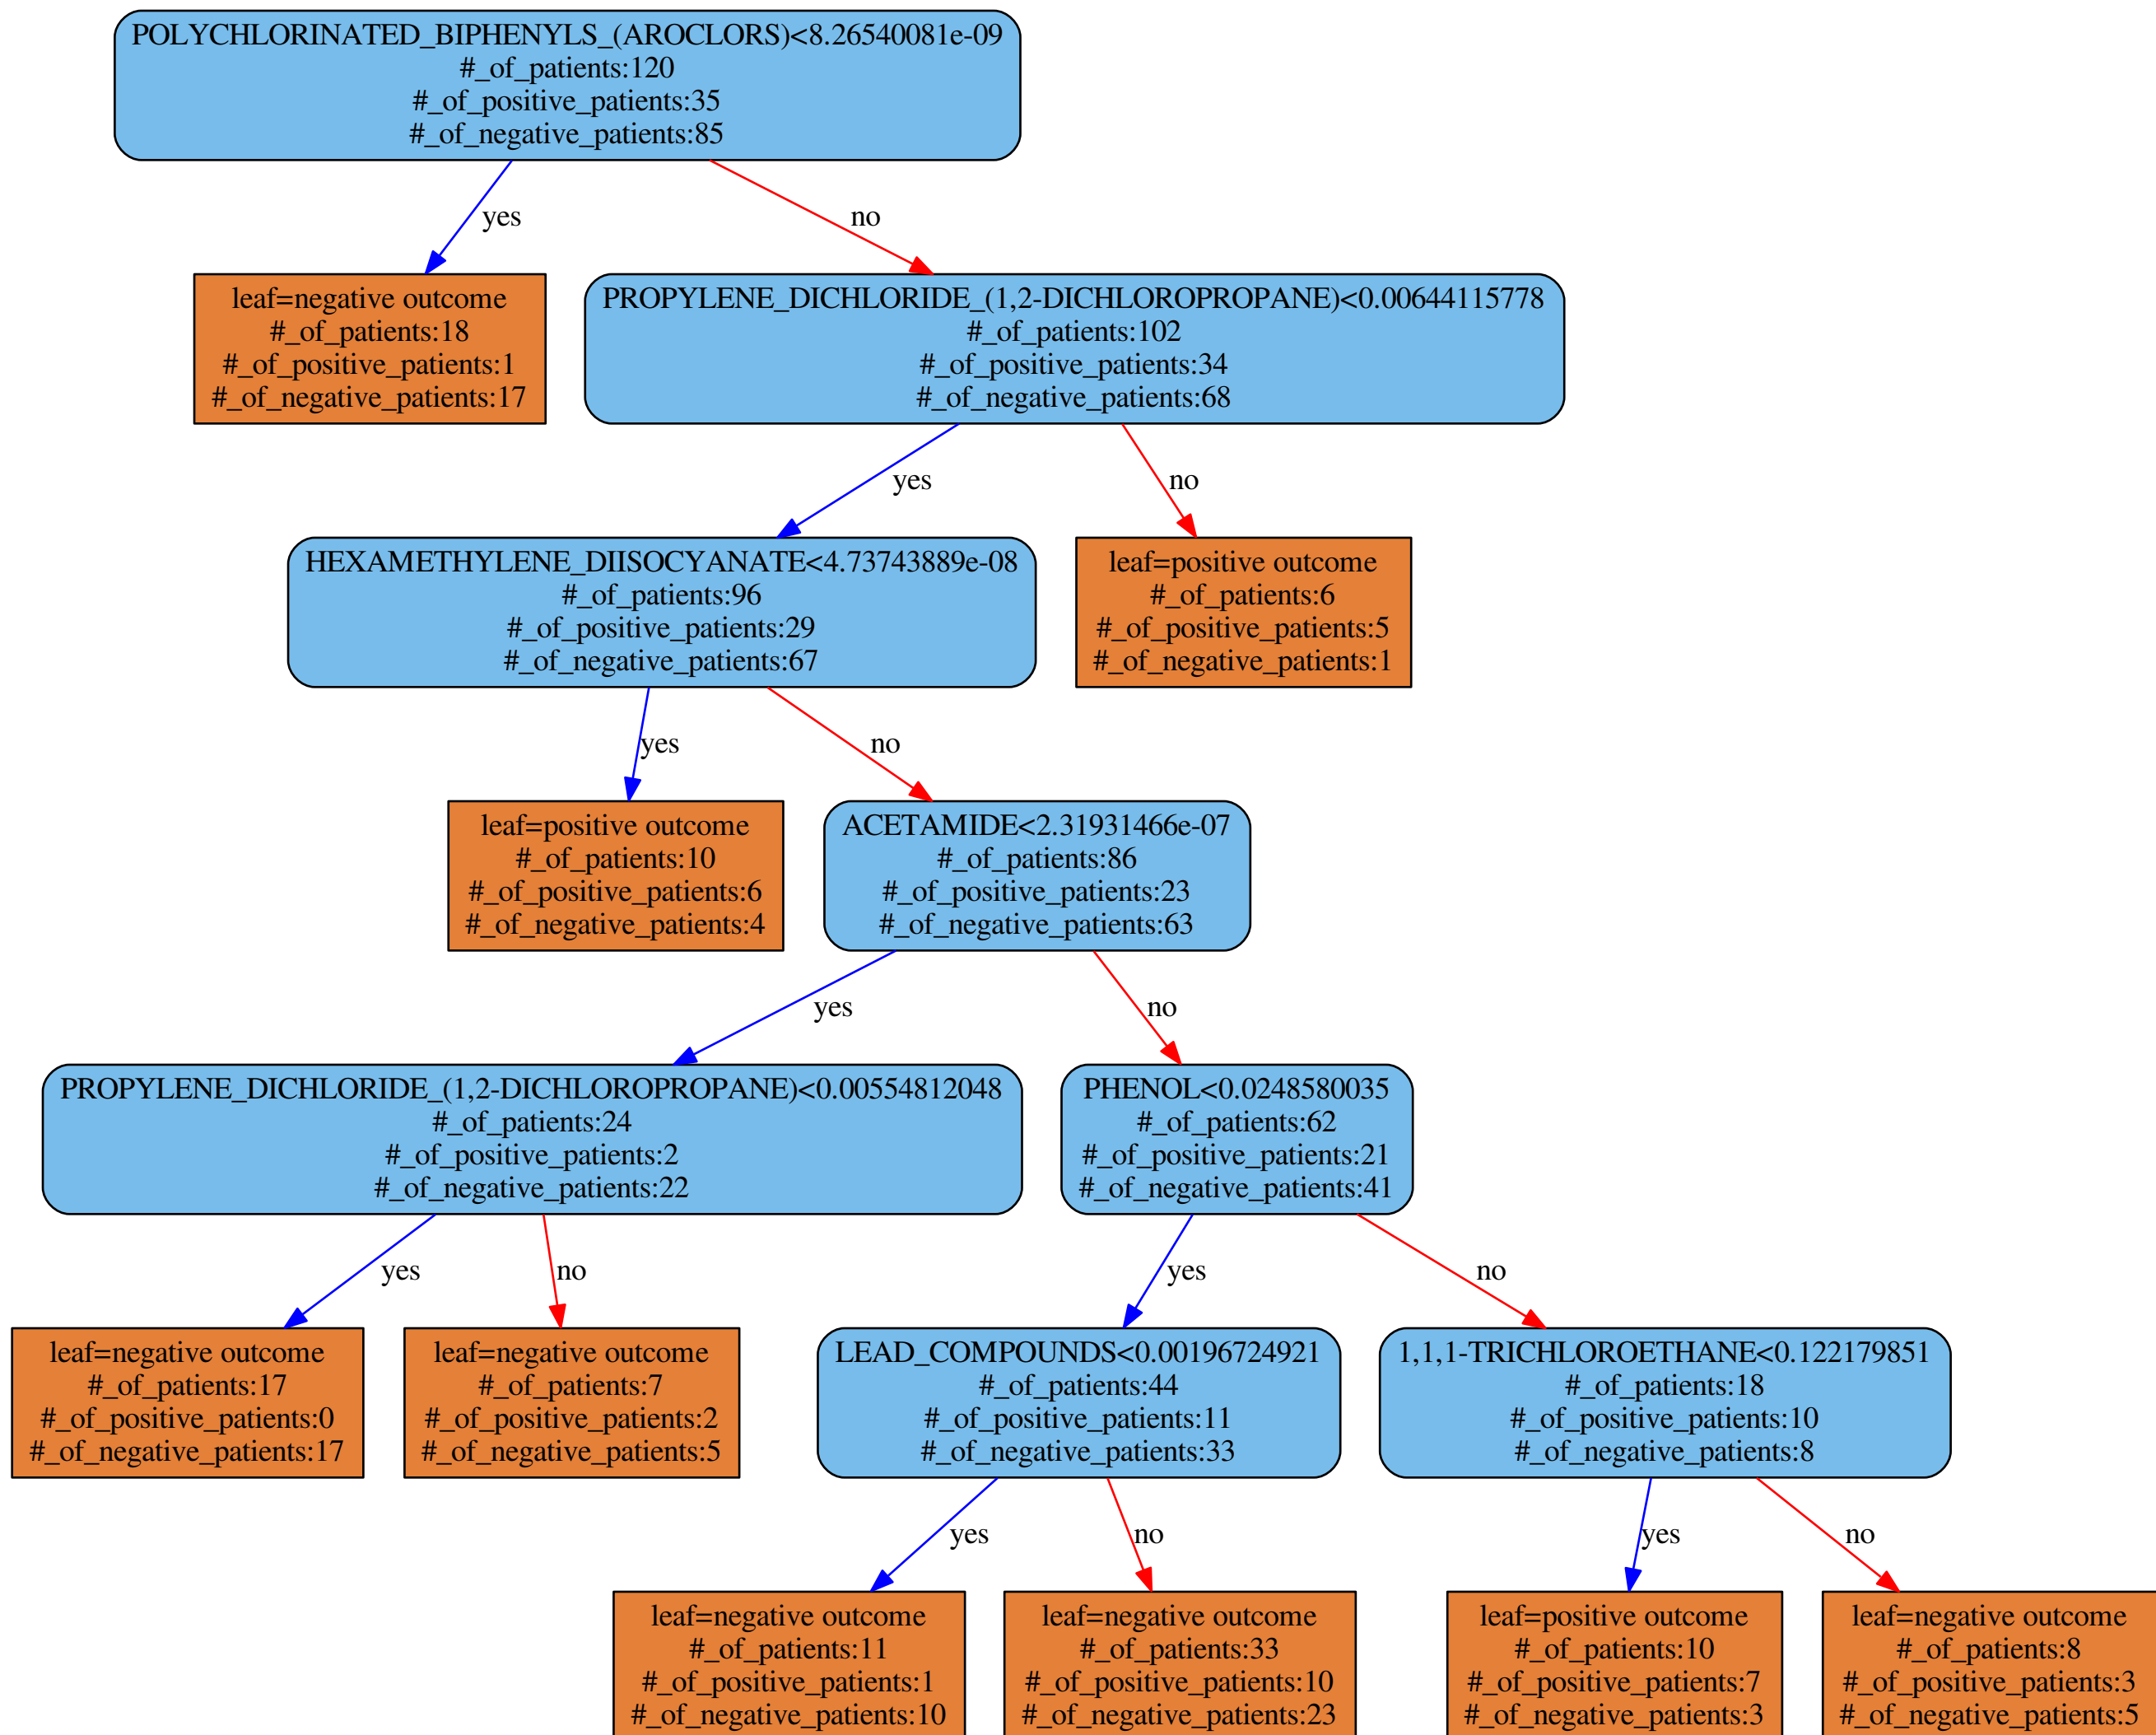 POLYCHLORINATED_BIPHENYLS_(AROCLORS)<8.26540081e-09
#_of_patients:120
#_of_positive_patients:35
#_of_negative_patients:85
yes
no
leaf=negative outcome
#_of_patients:18
#_of_positive_patients:1
#_of_negative_patients:17
PROPYLENE_DICHLORIDE_(1,2-DICHLOROPROPANE)<0.00644115778
#_of_patients:102
#_of_positive_patients:34
#_of_negative_patients:68
yes
no
HEXAMETHYLENE_DIISOCYANATE<4.73743889e-08
#_of_patients:96
#_of_positive_patients:29
#_of_negative_patients:67
leaf=positive outcome
#_of_patients:6
#_of_positive_patients:5
#_of_negative_patients:1
yes
no
leaf=positive outcome
#_of_patients:10
#_of_positive_patients:6
#_of_negative_patients:4
ACETAMIDE<2.31931466e-07
#_of_patients:86
#_of_positive_patients:23
#_of_negative_patients:63
yes
no
PROPYLENE_DICHLORIDE_(1,2-DICHLOROPROPANE)<0.00554812048
#_of_patients:24
#_of_positive_patients:2
#_of_negative_patients:22
PHENOL<0.0248580035
#_of_patients:62
#_of_positive_patients:21
#_of_negative_patients:41
yes
no
yes
no
leaf=negative outcome
#_of_patients:17
#_of_positive_patients:0
#_of_negative_patients:17
leaf=negative outcome
#_of_patients:7
#_of_positive_patients:2
#_of_negative_patients:5
LEAD_COMPOUNDS<0.00196724921
#_of_patients:44
#_of_positive_patients:11
#_of_negative_patients:33
1,1,1-TRICHLOROETHANE<0.122179851
#_of_patients:18
#_of_positive_patients:10
#_of_negative_patients:8
yes
no
yes
no
leaf=negative outcome
#_of_patients:11
#_of_positive_patients:1
#_of_negative_patients:10
leaf=negative outcome
#_of_patients:33
#_of_positive_patients:10
#_of_negative_patients:23
leaf=positive outcome
#_of_patients:10
#_of_positive_patients:7
#_of_negative_patients:3
leaf=negative outcome
#_of_patients:8
#_of_positive_patients:3
#_of_negative_patients:5